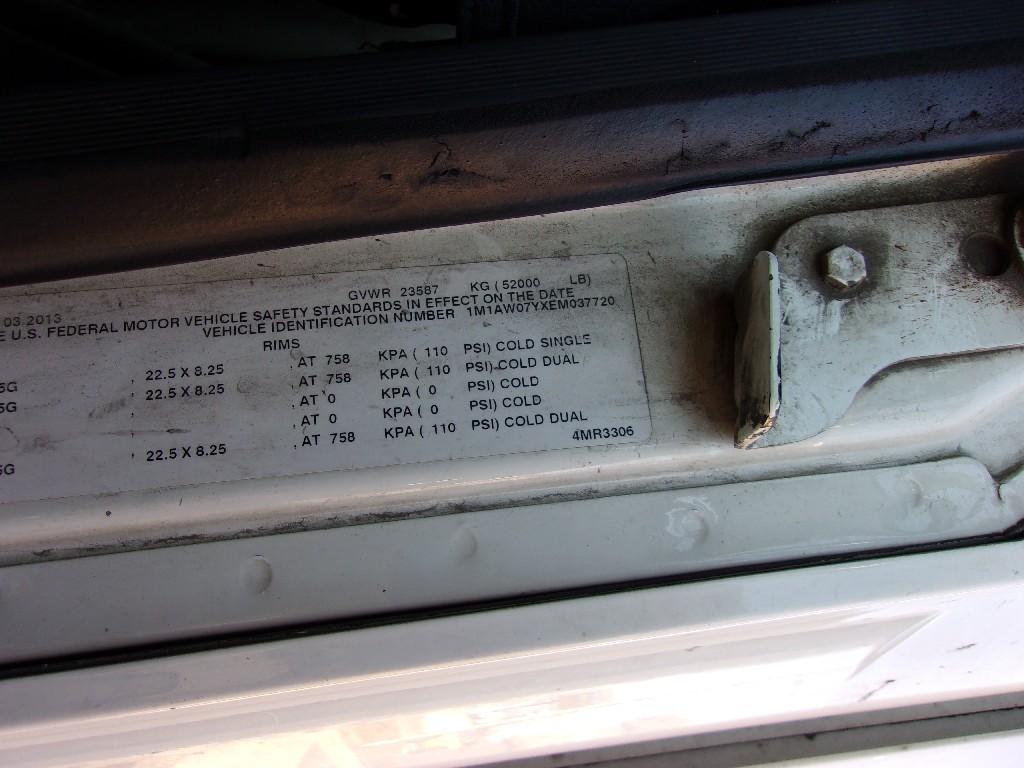 GVWR 23587 KG ( 52000 LB)
03.2013
E U.S. FEDERAL MOTOR VEHICLE SAFETY STANDARDS IN EFFECT ON THE DATE
VEHICLE IDENTIFICATION NUMBER 1M1AW07YXEM037720
RIMS
5G , 22.5 X 8.25 , AT 758 KPA ( 110 PSI) COLD SINGLE
5G , 22.5 X 8.25 , AT 758 KPA ( 110 PSI) COLD DUAL
, , AT 0 KPA ( 0 PSI) COLD
, , AT 0 KPA ( 0 PSI) COLD
5G , 22.5 X 8.25 , AT 758 KPA ( 110 PSI) COLD DUAL
4MR3306